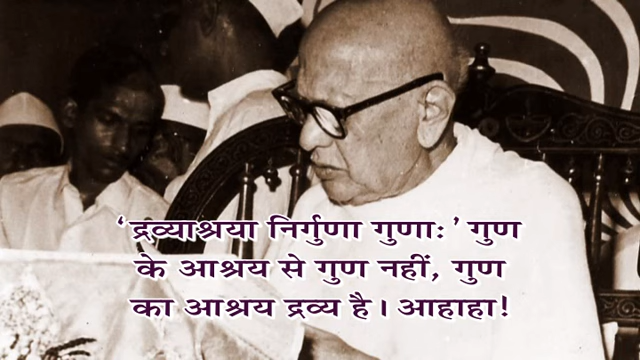 ‘द्रव्याश्रया निर्गुणा गुणाः’ गुण
के आश्रय से गुण नहीं, गुण
का आश्रय द्रव्य है। आहाहा!